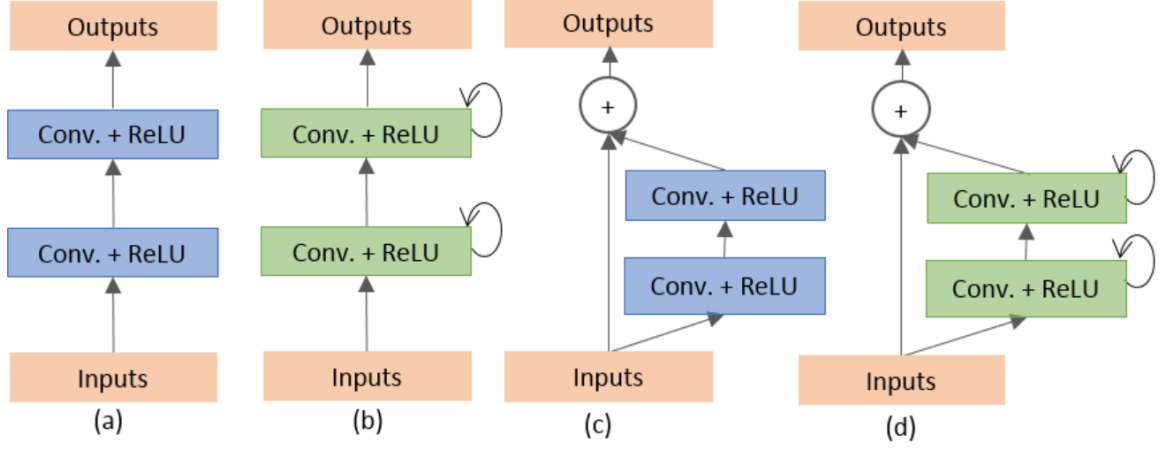 Outputs
Conv. + ReLU
Conv. + ReLU
Inputs
(a)
Outputs
Conv. + ReLU
Conv. + ReLU
Inputs
(b)
Outputs
+
Conv. + ReLU
Conv. + ReLU
Inputs
(c)
Outputs
+
Conv. + ReLU
Conv. + ReLU
Inputs
(d)